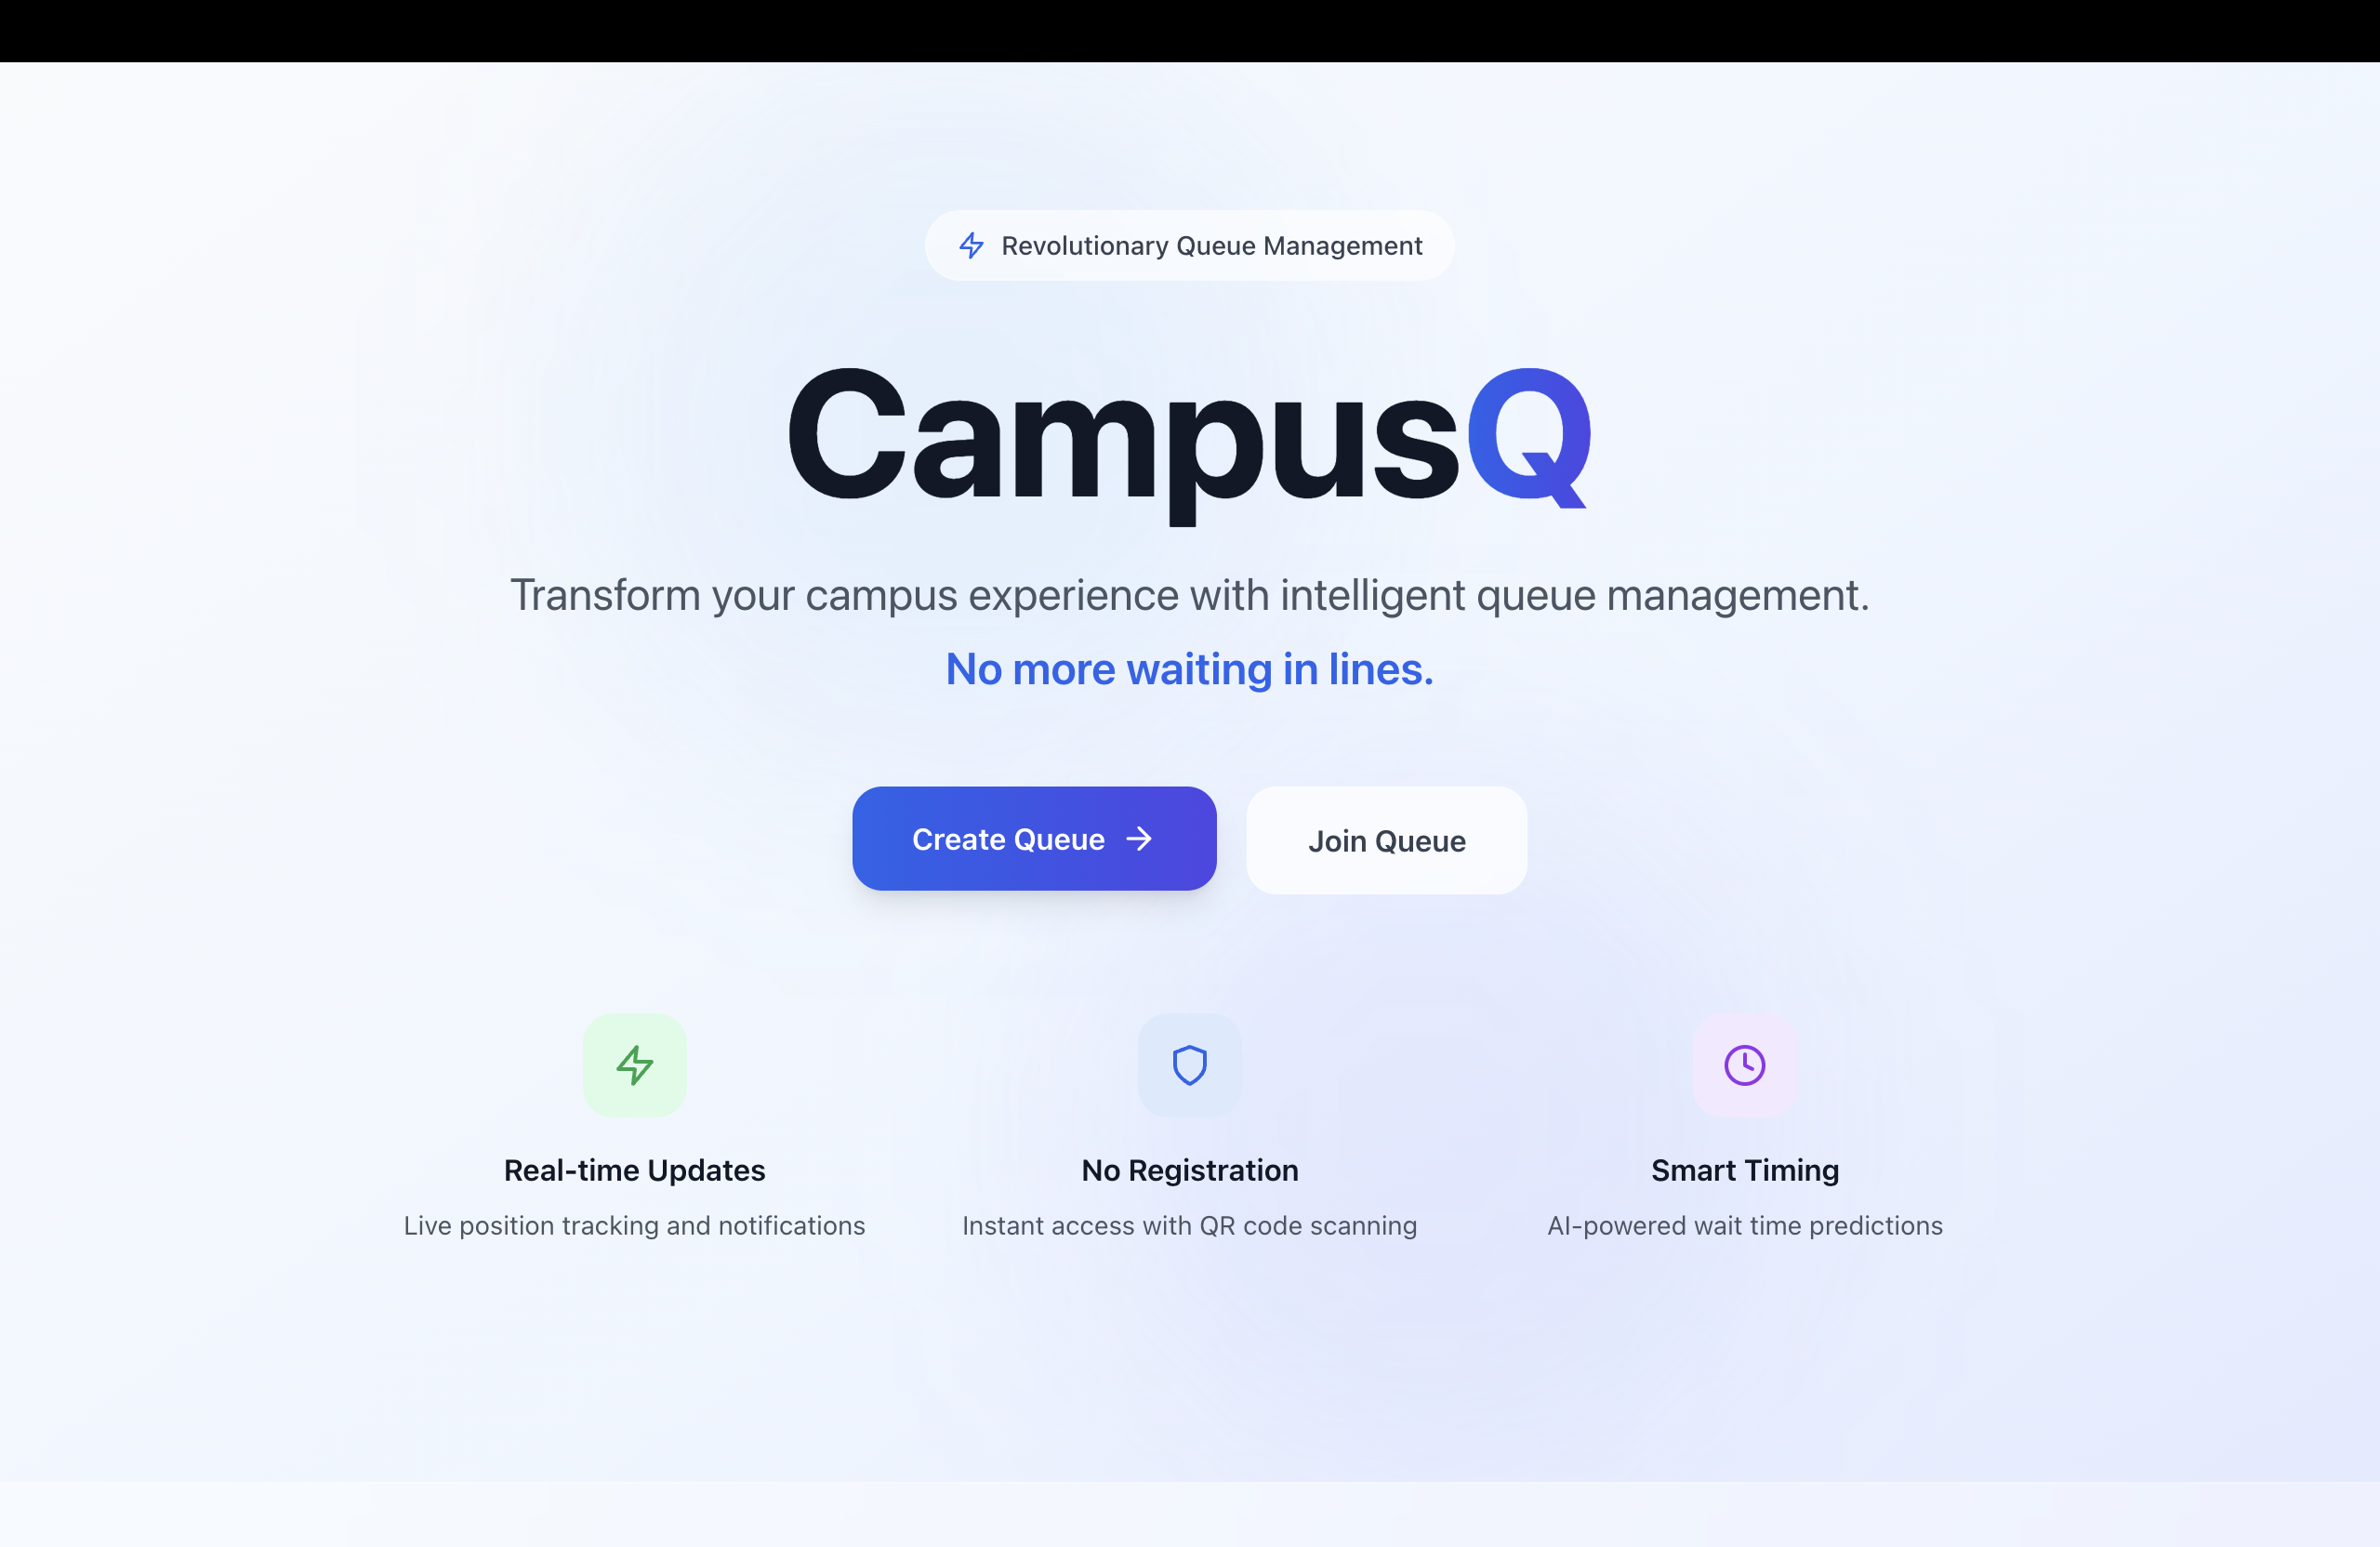 Revolutionary Queue Management
CampusQ
Transform your campus experience with intelligent queue management.
No more waiting in lines.
Create Queue
Join Queue
Real-time Updates
Live position tracking and notifications
No Registration
Instant access with QR code scanning
Smart Timing
AI-powered wait time predictions